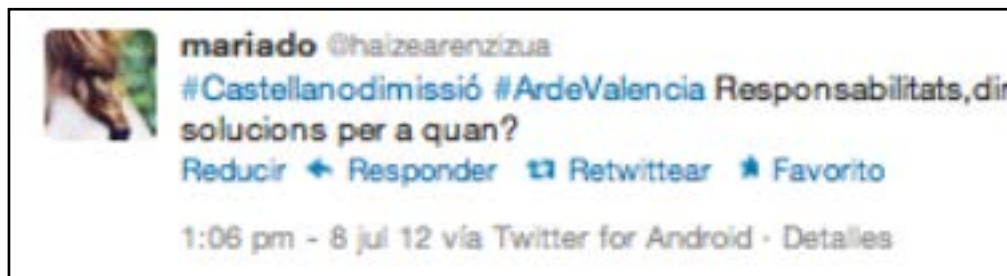 mariado @haizearenzizua
#Castellanodimissió #ArdeValencia Responsabilitats,
solucions per a quan?
Reducir Responder Retwittear Favorito
1:06 pm - 8 jul 12 vía Twitter for Android · Detalles